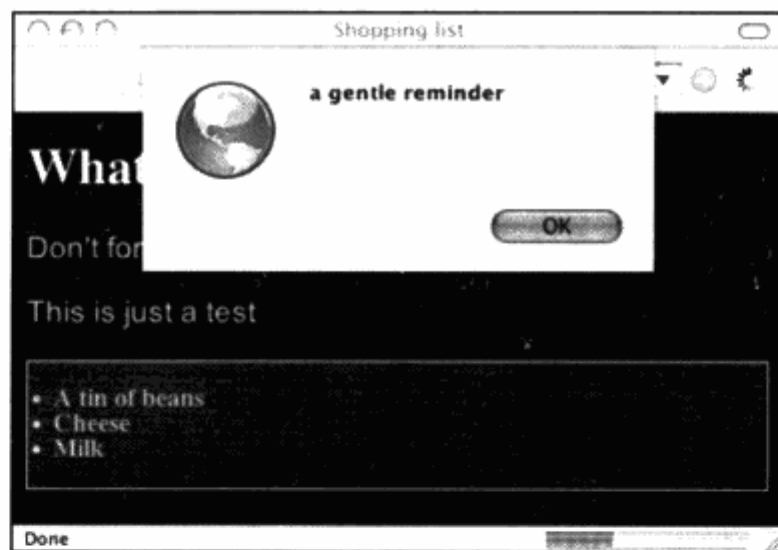 Shopping list
a gentle reminder
OK
What
Don't for
This is just a test
A tin of beans
Cheese
Milk
Done